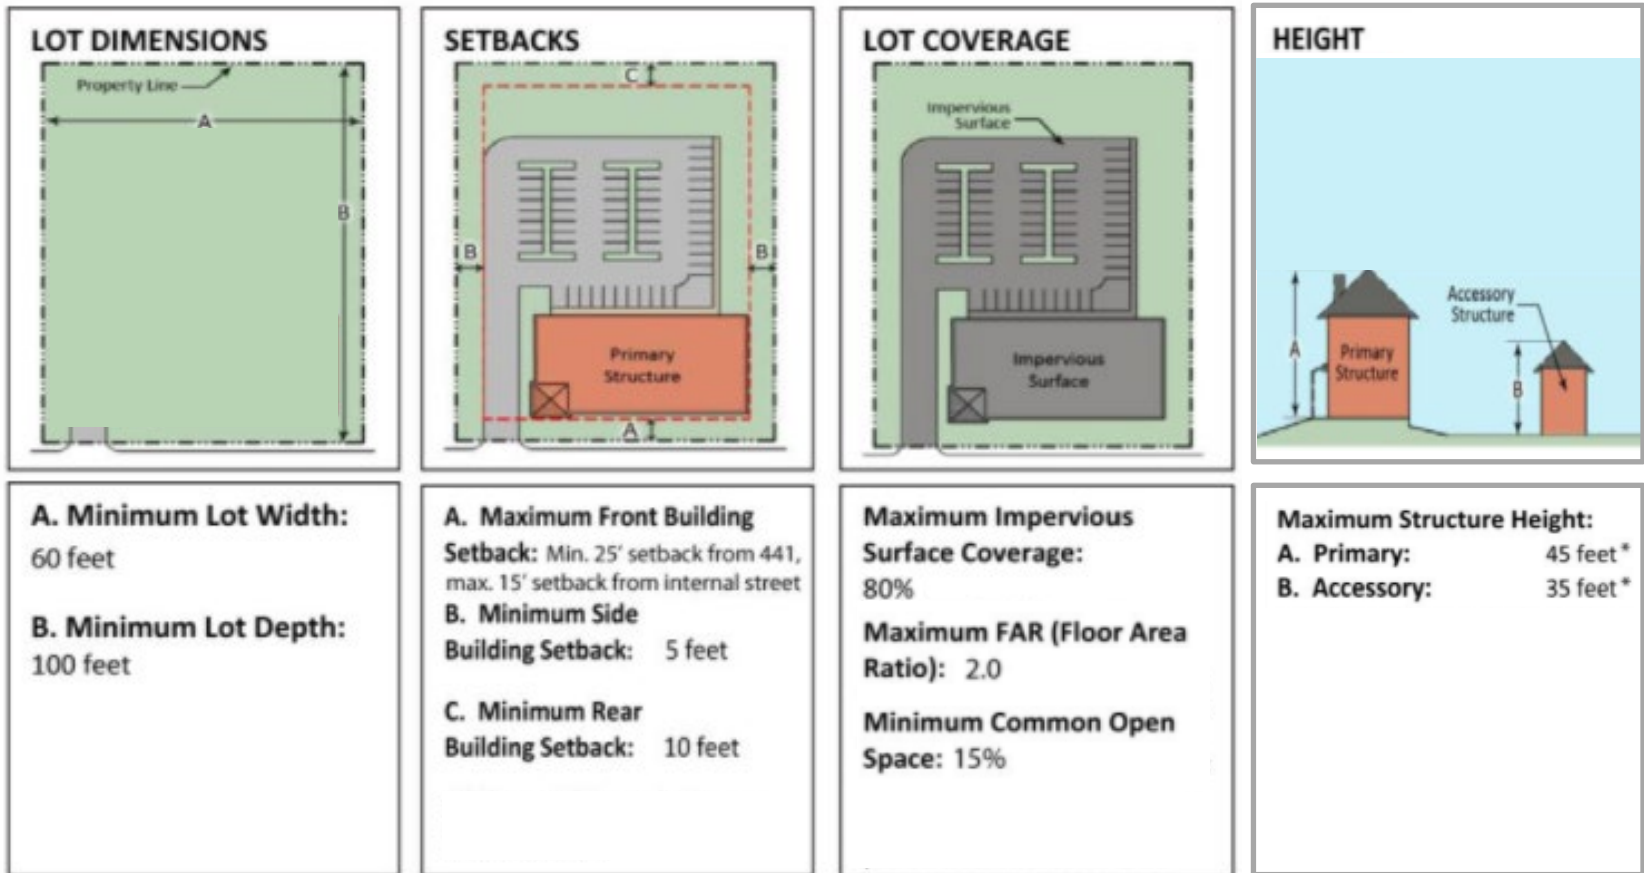 LOT DIMENSIONS
Property Line
A
B
A. Minimum Lot Width:
60 feet
B. Minimum Lot Depth:
100 feet
SETBACKS
C
B
B
Primary
Structure
A
A. Maximum Front Building
Setback: Min. 25' setback from 441,
max. 15' setback from internal street
B. Minimum Side
Building Setback: 5 feet
C. Minimum Rear
Building Setback: 10 feet
LOT COVERAGE
Impervious
Surface
Impervious
Surface
Maximum Impervious
Surface Coverage:
80%
Maximum FAR (Floor Area
Ratio): 2.0
Minimum Common Open
Space: 15%
HEIGHT
Accessory
Structure
A
Primary
Structure
B
Maximum Structure Height:
A. Primary: 45 feet*
B. Accessory: 35 feet*